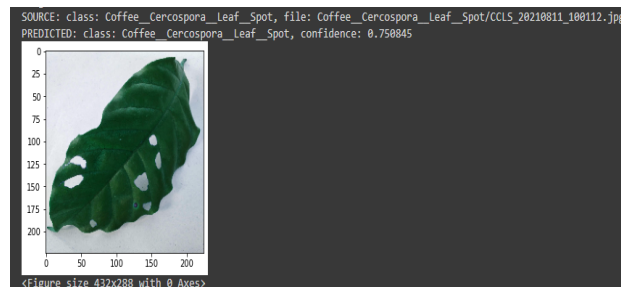 SOURCE: class: Coffee__Cercospora__Leaf__Spot, file: Coffee__Cercospora__Leaf__Spot/CCLS_20210811_100112.jpg
PREDICTED: class: Coffee__Cercospora__Leaf__Spot, confidence: 0.750845
0
25
50
75
100
125
150
175
200
0 50 100 150 200
<Figure size 432x288 with 0 Axes>